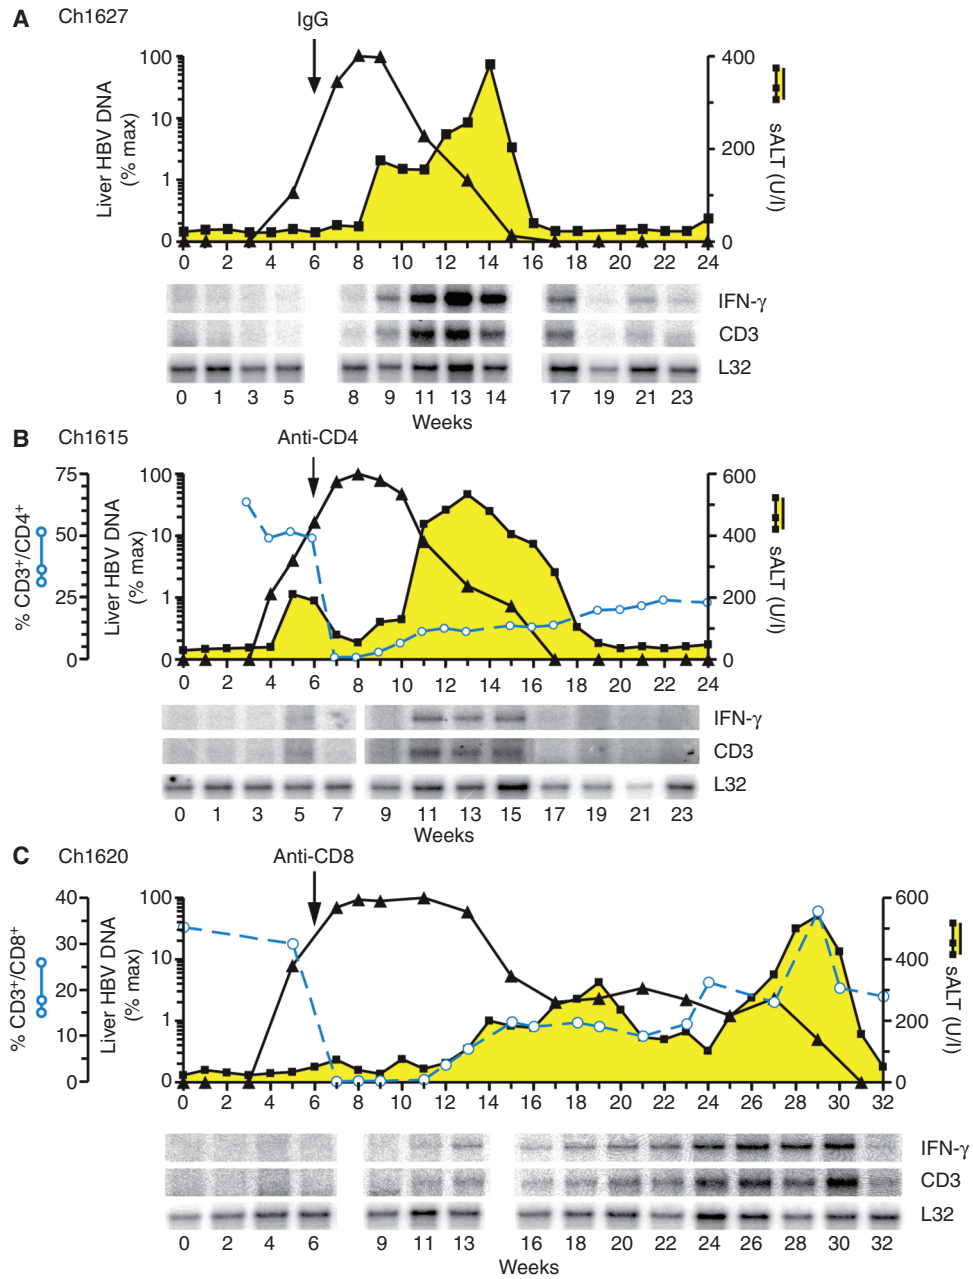 A Ch1627
IgG
Liver HBV DNA
(% max)
100
10
1
0
400
200
0
sALT (U/l)
0 2 4 6 8 10 12 14 16 18 20 22 24
IFN-γ
CD3
L32
0 1 3 5 8 9 11 13 14 17 19 21 23
Weeks
B Ch1615
Anti-CD4
% CD3+/CD4+
75
50
25
0
Liver HBV DNA
(% max)
100
10
1
0
600
400
200
0
sALT (U/l)
0 2 4 6 8 10 12 14 16 18 20 22 24
IFN-γ
CD3
L32
0 1 3 5 7 9 11 13 15 17 19 21 23
Weeks
C Ch1620
Anti-CD8
% CD3+/CD8+
40
30
20
10
0
Liver HBV DNA
(% max)
100
10
1
0
600
400
200
0
sALT (U/l)
0 2 4 6 8 10 12 14 16 18 20 22 24 26 28 30 32
IFN-γ
CD3
L32
0 2 4 6 9 11 13 16 18 20 22 24 26 28 30 32
Weeks